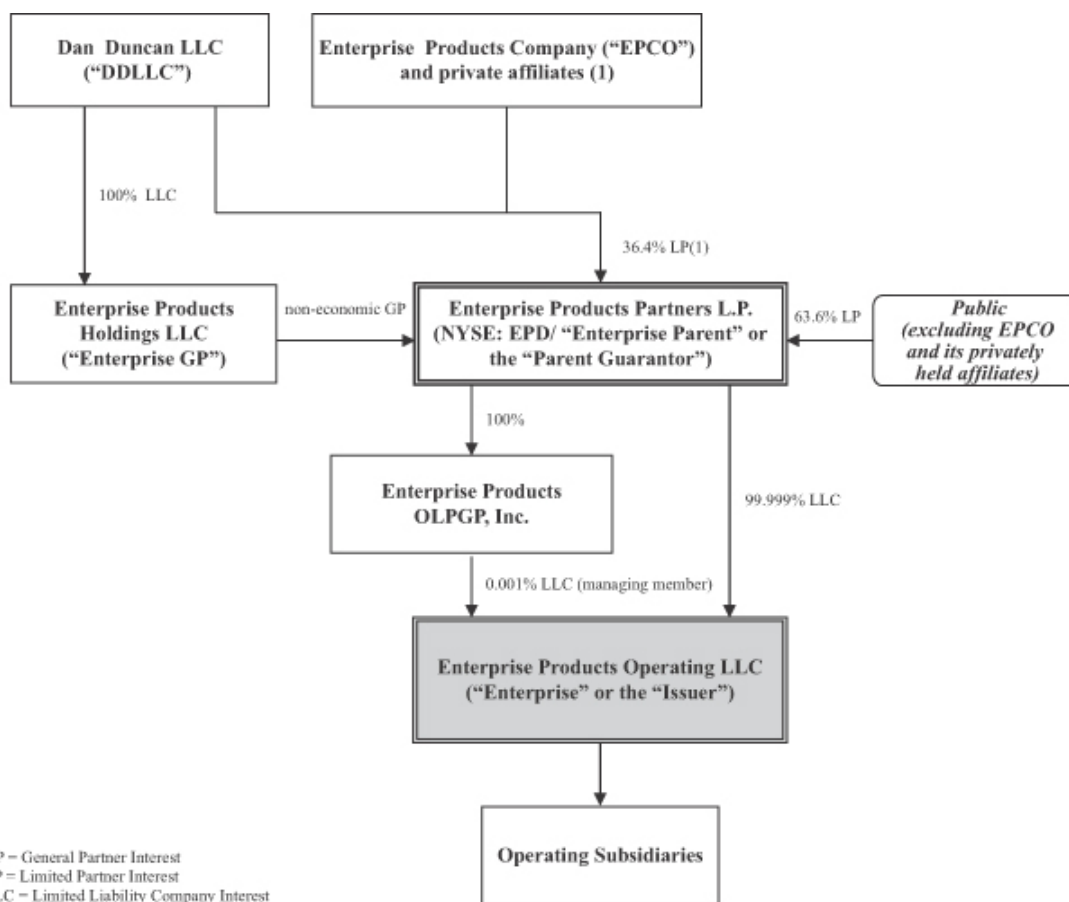 Dan Duncan LLC
(“DDLLC”)
Enterprise Products Company (“EPCO”)
and private affiliates (1)
100% LLC
36.4% LP(1)
Enterprise Products
Holdings LLC
(“Enterprise GP”)
non-economic GP
Enterprise Products Partners L.P.
(NYSE: EPD/ “Enterprise Parent” or
the “Parent Guarantor”)
63.6% LP
Public
(excluding EPCO
and its privately
held affiliates)
100%
Enterprise Products
OLPGP, Inc.
99.999% LLC
0.001% LLC (managing member)
Enterprise Products Operating LLC
(“Enterprise” or the “Issuer”)
Operating Subsidiaries
P = General Partner Interest
P = Limited Partner Interest
LC = Limited Liability Company Interest